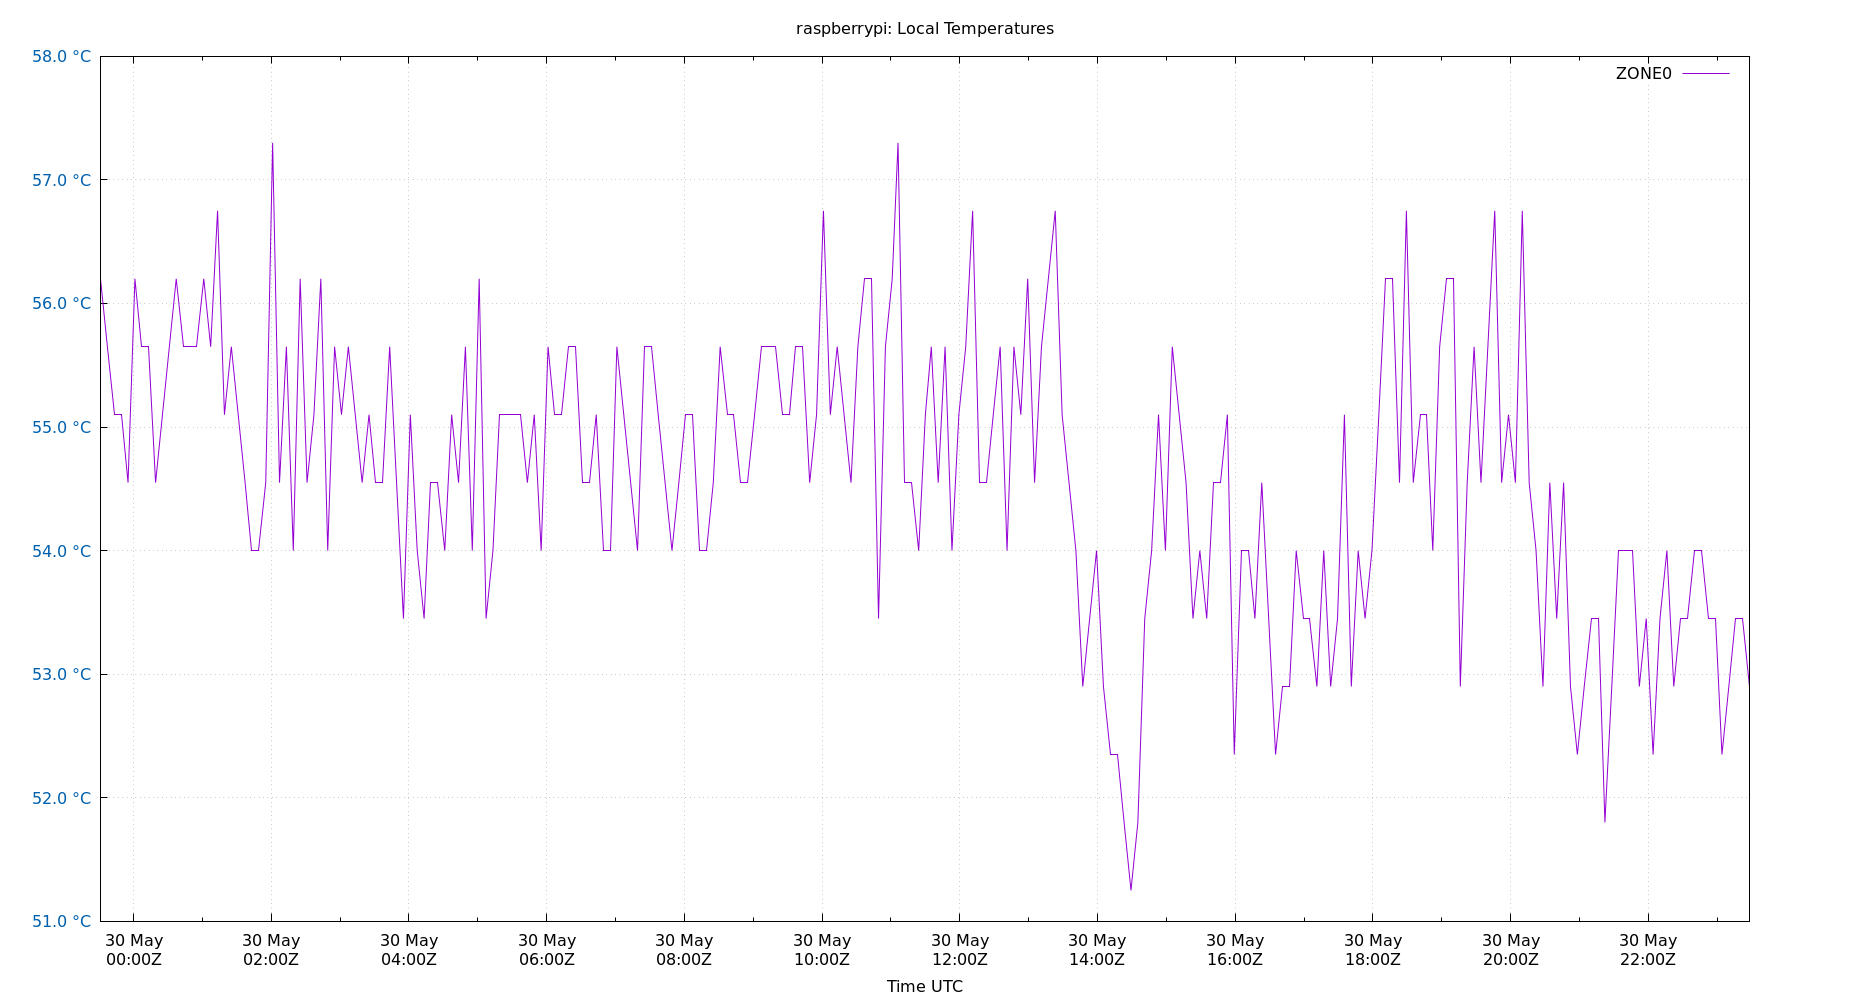 raspberrypi: Local Temperatures
58.0 °C
ZONE0
57.0 °C
56.0 °C
55.0 °C
54.0 °C
53.0 °C
52.0 °C
51.0 °C
30 May 30 May 30 May 30 May 30 May 30 May 30 May 30 May 30 May 30 May 30 May 30 May
00:00Z 02:00Z 04:00Z 06:00Z 08:00Z 10:00Z 12:00Z 14:00Z 16:00Z 18:00Z 20:00Z 22:00Z
Time UTC